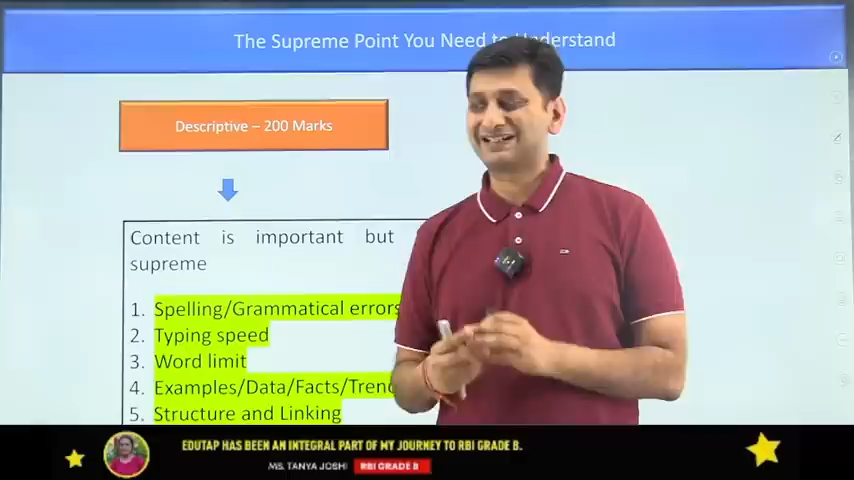 The Supreme Point You Need to Understand
Descriptive – 200 Marks
Content is important but
supreme
1. Spelling/Grammatical errors
2. Typing speed
3. Word limit
4. Examples/Data/Facts/Trend
5. Structure and Linking
EDUTAP HAS BEEN AN INTEGRAL PART OF MY JOURNEY TO RBI GRADE B.
MS. TANYA JOSHI RBI GRADE B